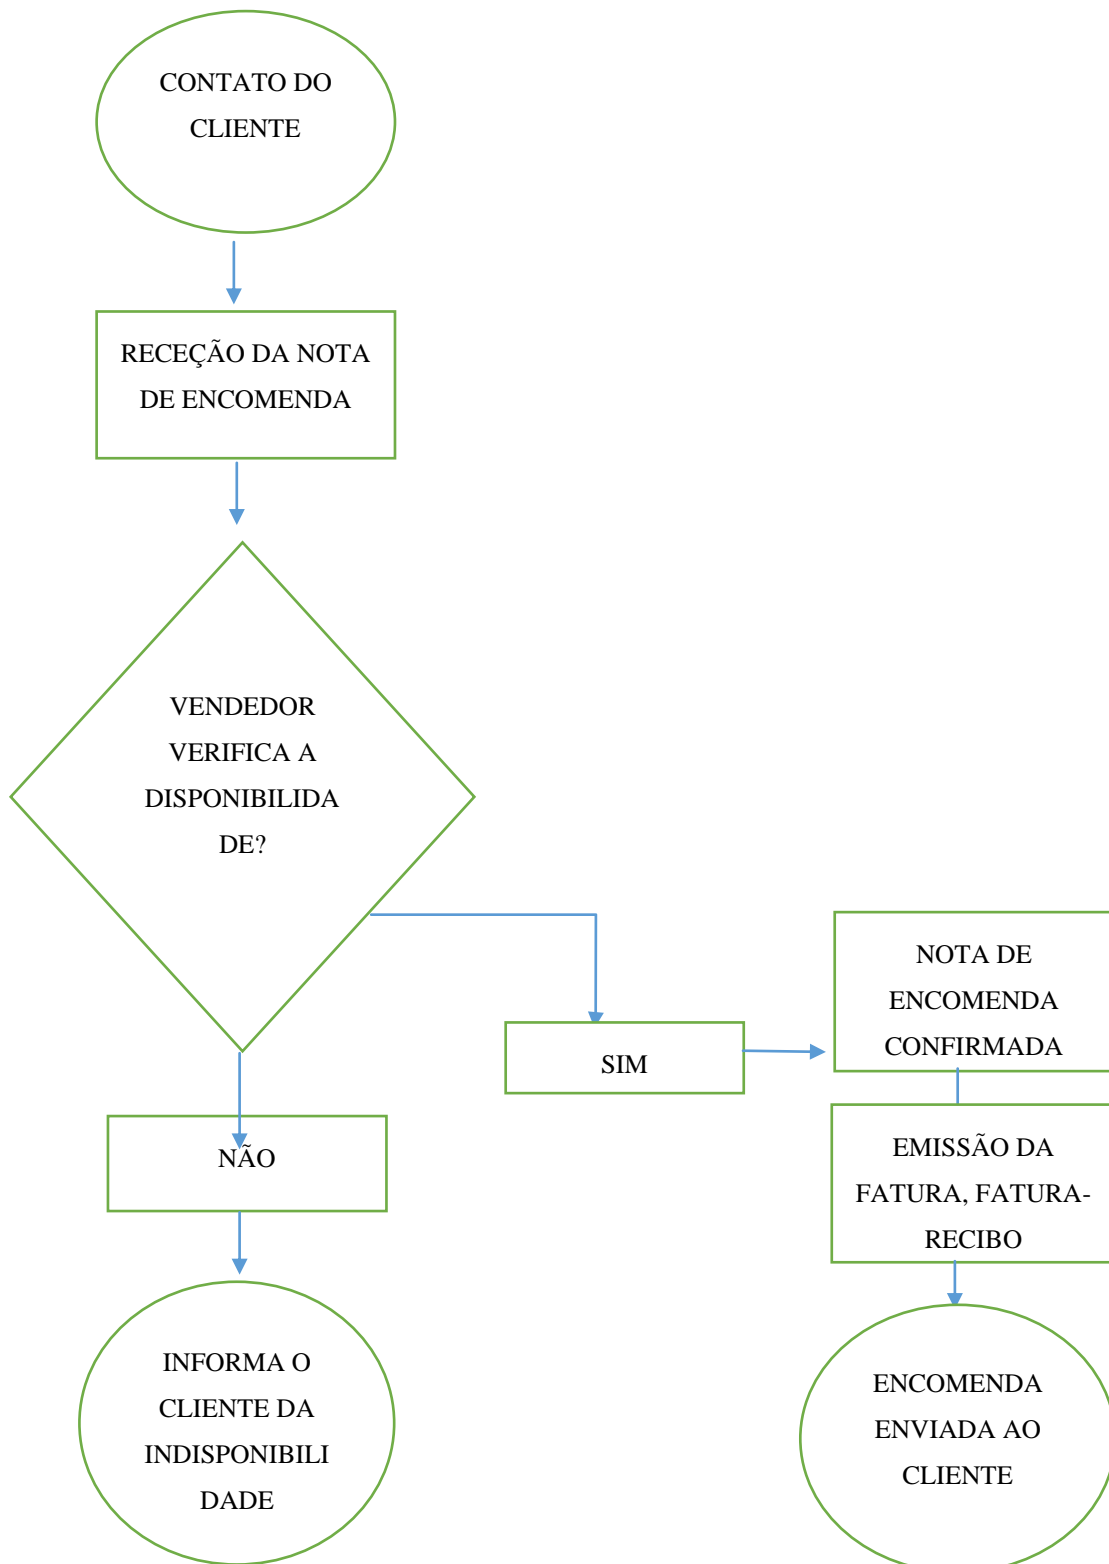 CONTATO DO
CLIENTE
RECEÇÃO DA NOTA
DE ENCOMENDA
VENDEDOR
VERIFICA A
DISPONIBILIDA
DE?
SIM
NOTA DE
ENCOMENDA
CONFIRMADA
EMISSÃO DA
FATURA, FATURA-
RECIBO
ENCOMENDA
ENVIADA AO
CLIENTE
NÃO
INFORMA O
CLIENTE DA
INDISPONIBILI
DADE